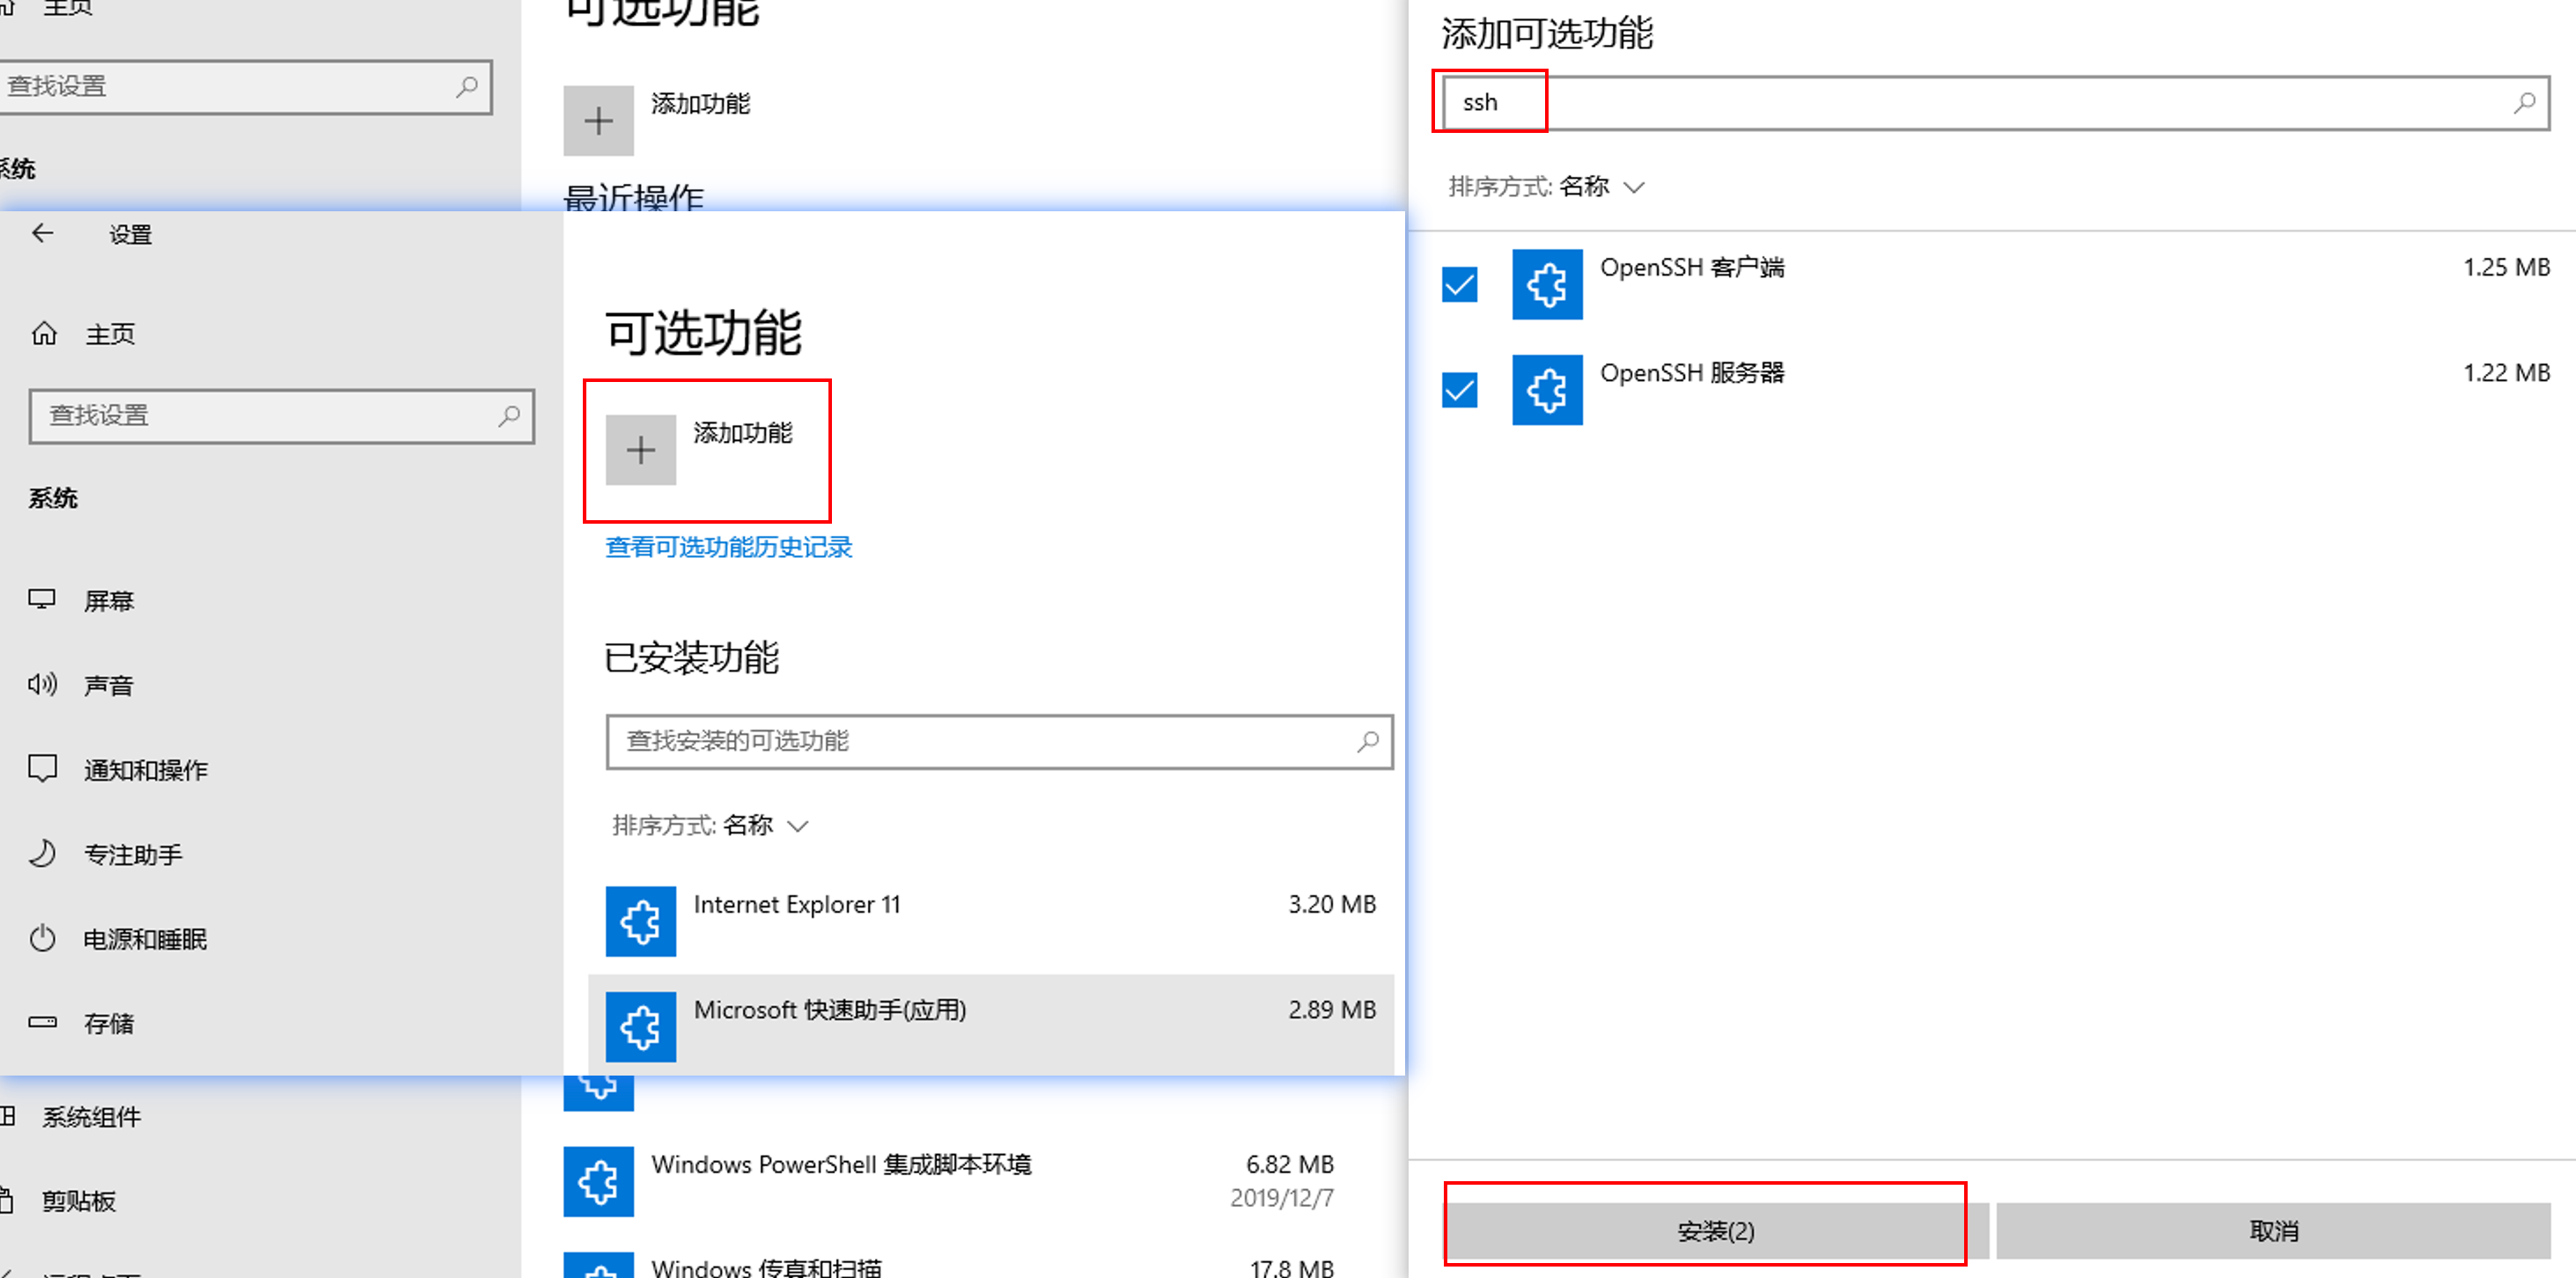 主页
可选功能
查找设置
添加功能
系统
最近操作
设置
主页
可选功能
查找设置
添加功能
系统
查看可选功能历史记录
屏幕
已安装功能
声音
查找安装的可选功能
通知和操作
排序方式: 名称
专注助手
Internet Explorer 11
3.20 MB
电源和睡眠
Microsoft 快速助手(应用)
2.89 MB
存储
系统组件
Windows PowerShell 集成脚本环境
6.82 MB
2019/12/7
剪贴板
Windows 传真和扫描
17.8 MB
添加可选功能
ssh
排序方式: 名称
OpenSSH 客户端
1.25 MB
OpenSSH 服务器
1.22 MB
安装(2)
取消